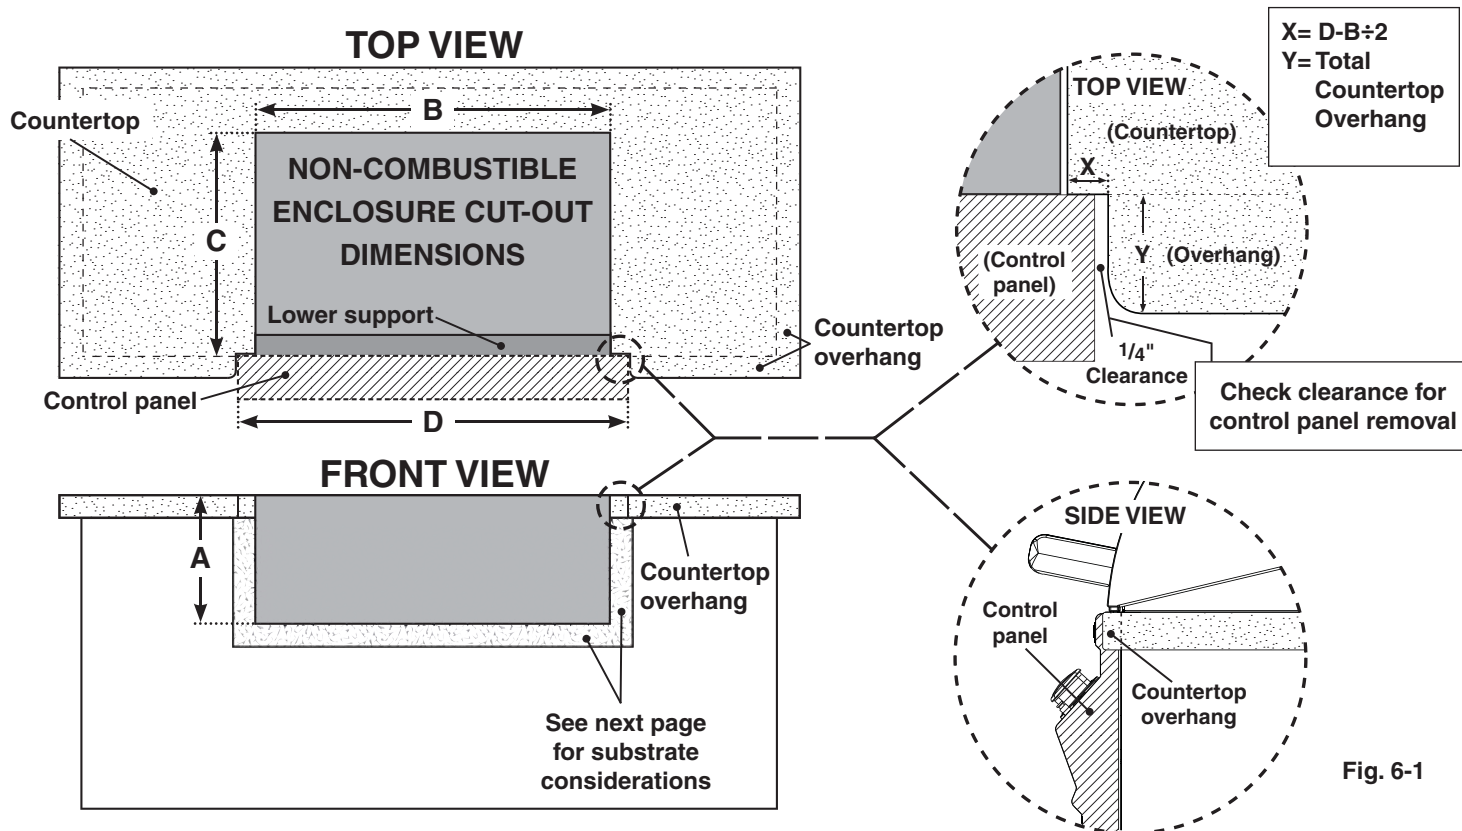 TOP VIEW
Countertop
B
NON-COMBUSTIBLE
ENCLOSURE CUT-OUT
DIMENSIONS
C
Lower support
Countertop
overhang
Control panel
D
X= D-B÷2
Y= Total
Countertop
Overhang
TOP VIEW
(Countertop)
X
(Control
panel)
Y (Overhang)
1/4"
Clearance
Check clearance for
control panel removal
FRONT VIEW
A
Countertop
overhang
See next page
for substrate
considerations
SIDE VIEW
Control
panel
Countertop
overhang
Fig. 6-1